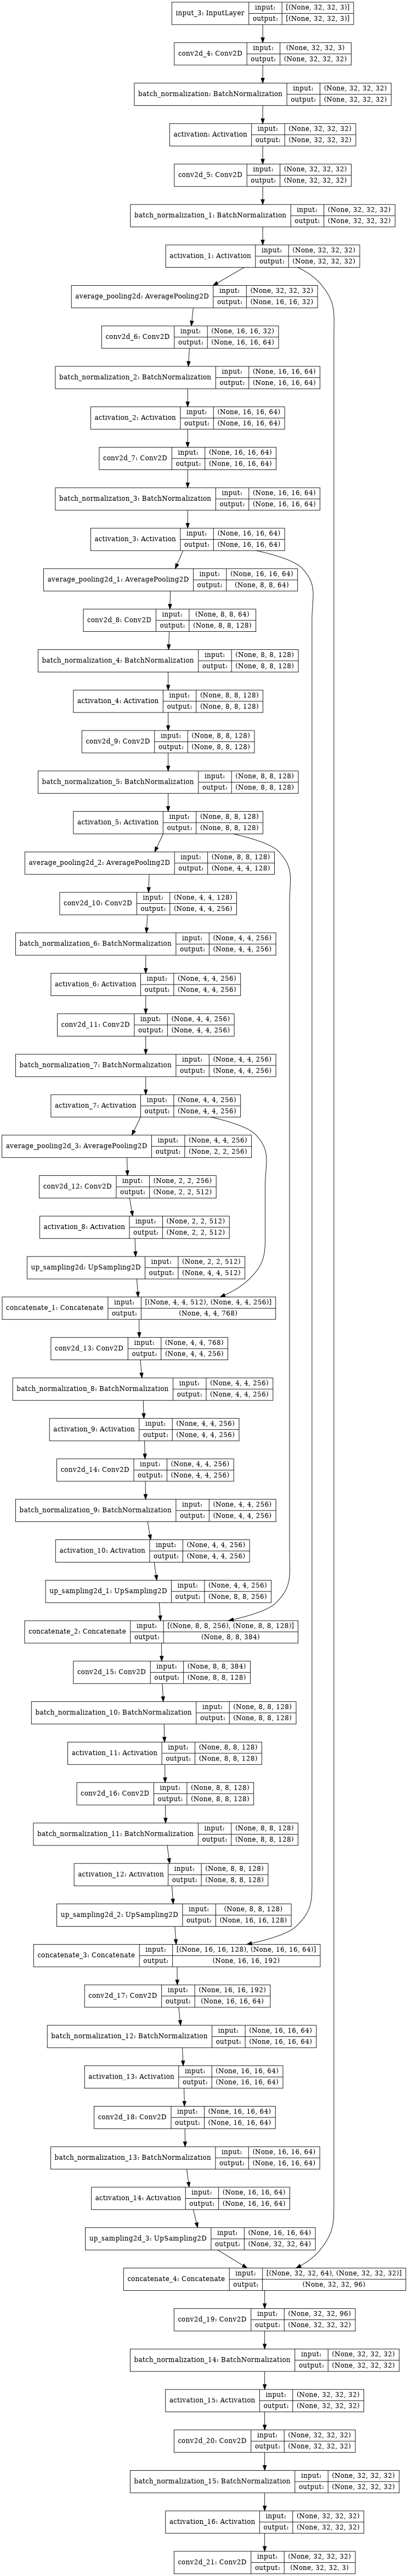 input_3: InputLayer
input: [(None, 32, 32, 3)]
output: [(None, 32, 32, 3)]
conv2d_4: Conv2D
input: (None, 32, 32, 3)
output: (None, 32, 32, 32)
batch_normalization: BatchNormalization
input: (None, 32, 32, 32)
output: (None, 32, 32, 32)
activation: Activation
input: (None, 32, 32, 32)
output: (None, 32, 32, 32)
conv2d_5: Conv2D
input: (None, 32, 32, 32)
output: (None, 32, 32, 32)
batch_normalization_1: BatchNormalization
input: (None, 32, 32, 32)
output: (None, 32, 32, 32)
activation_1: Activation
input: (None, 32, 32, 32)
output: (None, 32, 32, 32)
average_pooling2d: AveragePooling2D
input: (None, 32, 32, 32)
output: (None, 16, 16, 32)
conv2d_6: Conv2D
input: (None, 16, 16, 32)
output: (None, 16, 16, 64)
batch_normalization_2: BatchNormalization
input: (None, 16, 16, 64)
output: (None, 16, 16, 64)
activation_2: Activation
input: (None, 16, 16, 64)
output: (None, 16, 16, 64)
conv2d_7: Conv2D
input: (None, 16, 16, 64)
output: (None, 16, 16, 64)
batch_normalization_3: BatchNormalization
input: (None, 16, 16, 64)
output: (None, 16, 16, 64)
activation_3: Activation
input: (None, 16, 16, 64)
output: (None, 16, 16, 64)
average_pooling2d_1: AveragePooling2D
input: (None, 16, 16, 64)
output: (None, 8, 8, 64)
conv2d_8: Conv2D
input: (None, 8, 8, 64)
output: (None, 8, 8, 128)
batch_normalization_4: BatchNormalization
input: (None, 8, 8, 128)
output: (None, 8, 8, 128)
activation_4: Activation
input: (None, 8, 8, 128)
output: (None, 8, 8, 128)
conv2d_9: Conv2D
input: (None, 8, 8, 128)
output: (None, 8, 8, 128)
batch_normalization_5: BatchNormalization
input: (None, 8, 8, 128)
output: (None, 8, 8, 128)
activation_5: Activation
input: (None, 8, 8, 128)
output: (None, 8, 8, 128)
average_pooling2d_2: AveragePooling2D
input: (None, 8, 8, 128)
output: (None, 4, 4, 128)
conv2d_10: Conv2D
input: (None, 4, 4, 128)
output: (None, 4, 4, 256)
batch_normalization_6: BatchNormalization
input: (None, 4, 4, 256)
output: (None, 4, 4, 256)
activation_6: Activation
input: (None, 4, 4, 256)
output: (None, 4, 4, 256)
conv2d_11: Conv2D
input: (None, 4, 4, 256)
output: (None, 4, 4, 256)
batch_normalization_7: BatchNormalization
input: (None, 4, 4, 256)
output: (None, 4, 4, 256)
activation_7: Activation
input: (None, 4, 4, 256)
output: (None, 4, 4, 256)
average_pooling2d_3: AveragePooling2D
input: (None, 4, 4, 256)
output: (None, 2, 2, 256)
conv2d_12: Conv2D
input: (None, 2, 2, 256)
output: (None, 2, 2, 512)
activation_8: Activation
input: (None, 2, 2, 512)
output: (None, 2, 2, 512)
up_sampling2d: UpSampling2D
input: (None, 2, 2, 512)
output: (None, 4, 4, 512)
concatenate_1: Concatenate
input: [(None, 4, 4, 512), (None, 4, 4, 256)]
output: (None, 4, 4, 768)
conv2d_13: Conv2D
input: (None, 4, 4, 768)
output: (None, 4, 4, 256)
batch_normalization_8: BatchNormalization
input: (None, 4, 4, 256)
output: (None, 4, 4, 256)
activation_9: Activation
input: (None, 4, 4, 256)
output: (None, 4, 4, 256)
conv2d_14: Conv2D
input: (None, 4, 4, 256)
output: (None, 4, 4, 256)
batch_normalization_9: BatchNormalization
input: (None, 4, 4, 256)
output: (None, 4, 4, 256)
activation_10: Activation
input: (None, 4, 4, 256)
output: (None, 4, 4, 256)
up_sampling2d_1: UpSampling2D
input: (None, 4, 4, 256)
output: (None, 8, 8, 256)
concatenate_2: Concatenate
input: [(None, 8, 8, 256), (None, 8, 8, 128)]
output: (None, 8, 8, 384)
conv2d_15: Conv2D
input: (None, 8, 8, 384)
output: (None, 8, 8, 128)
batch_normalization_10: BatchNormalization
input: (None, 8, 8, 128)
output: (None, 8, 8, 128)
activation_11: Activation
input: (None, 8, 8, 128)
output: (None, 8, 8, 128)
conv2d_16: Conv2D
input: (None, 8, 8, 128)
output: (None, 8, 8, 128)
batch_normalization_11: BatchNormalization
input: (None, 8, 8, 128)
output: (None, 8, 8, 128)
activation_12: Activation
input: (None, 8, 8, 128)
output: (None, 8, 8, 128)
up_sampling2d_2: UpSampling2D
input: (None, 8, 8, 128)
output: (None, 16, 16, 128)
concatenate_3: Concatenate
input: [(None, 16, 16, 128), (None, 16, 16, 64)]
output: (None, 16, 16, 192)
conv2d_17: Conv2D
input: (None, 16, 16, 192)
output: (None, 16, 16, 64)
batch_normalization_12: BatchNormalization
input: (None, 16, 16, 64)
output: (None, 16, 16, 64)
activation_13: Activation
input: (None, 16, 16, 64)
output: (None, 16, 16, 64)
conv2d_18: Conv2D
input: (None, 16, 16, 64)
output: (None, 16, 16, 64)
batch_normalization_13: BatchNormalization
input: (None, 16, 16, 64)
output: (None, 16, 16, 64)
activation_14: Activation
input: (None, 16, 16, 64)
output: (None, 16, 16, 64)
up_sampling2d_3: UpSampling2D
input: (None, 16, 16, 64)
output: (None, 32, 32, 64)
concatenate_4: Concatenate
input: [(None, 32, 32, 64), (None, 32, 32, 32)]
output: (None, 32, 32, 96)
conv2d_19: Conv2D
input: (None, 32, 32, 96)
output: (None, 32, 32, 32)
batch_normalization_14: BatchNormalization
input: (None, 32, 32, 32)
output: (None, 32, 32, 32)
activation_15: Activation
input: (None, 32, 32, 32)
output: (None, 32, 32, 32)
conv2d_20: Conv2D
input: (None, 32, 32, 32)
output: (None, 32, 32, 32)
batch_normalization_15: BatchNormalization
input: (None, 32, 32, 32)
output: (None, 32, 32, 32)
activation_16: Activation
input: (None, 32, 32, 32)
output: (None, 32, 32, 32)
conv2d_21: Conv2D
input: (None, 32, 32, 32)
output: (None, 32, 32, 3)